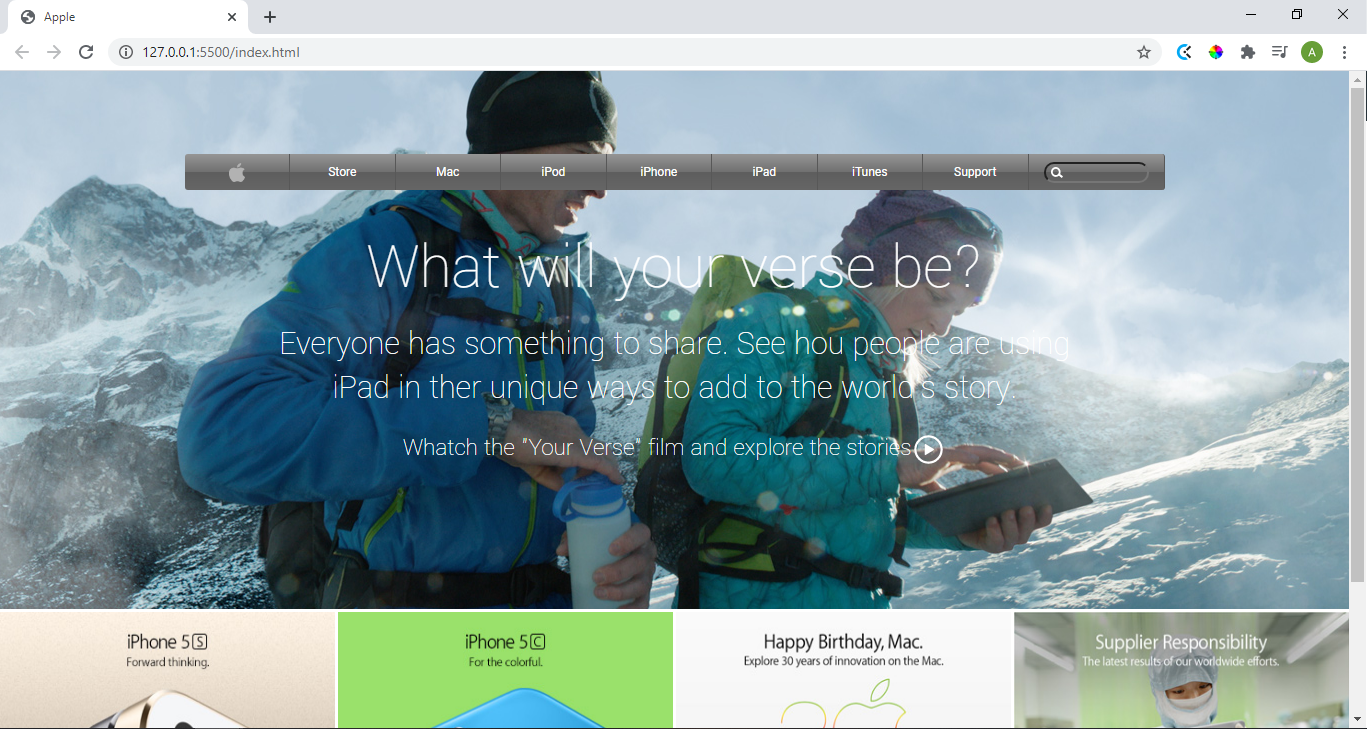 Apple
127.0.0.1:5500/index.html
A
Store Mac iPod iPhone iPad iTunes Support
What will your verse be?
Everyone has something to share. See hou people are using
iPad in ther unique ways to add to the world's story.
Whatch the "Your Verse" film and explore the stories
iPhone 5S
Forward thinking.
iPhone 5C
For the colorful.
Happy Birthday, Mac.
Explore 30 years of innovation on the Mac.
Supplier Responsibility
The latest results of our worldwide efforts.